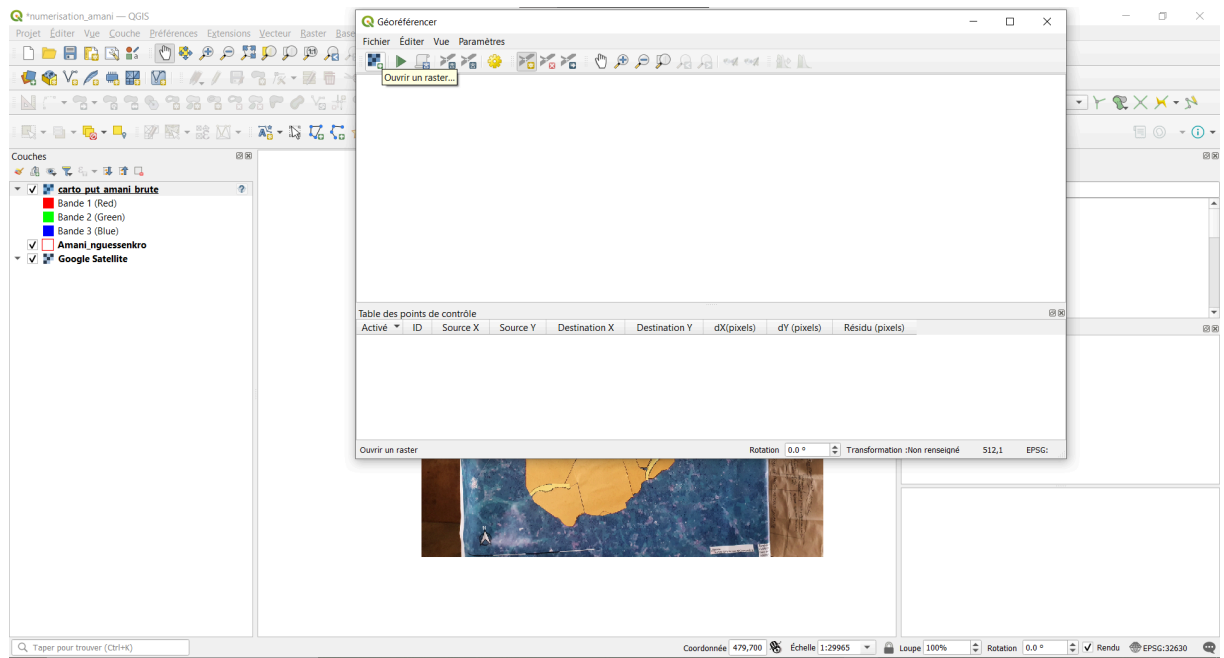 *numerisation_amani — QGIS
Projet Éditer Vue Couche Préférences Extensions Vecteur Raster Base
Géoréférencer
Fichier Éditer Vue Paramètres
Ouvrir un raster...
Couches
carto_put_amani_brute
Bande 1 (Red)
Bande 2 (Green)
Bande 3 (Blue)
Amani_nguessenkro
Google Satellite
Table des points de contrôle
Activé ID Source X Source Y Destination X Destination Y dX(pixels) dY (pixels) Résidu (pixels)
Ouvrir un raster Rotation 0.0 ° Transformation :Non renseigné 512,1 EPSG:
Taper pour trouver (Ctrl+K) Coordonnée 479,700 Échelle 1:29965 Loupe 100% Rotation 0.0 ° Rendu EPSG:32630